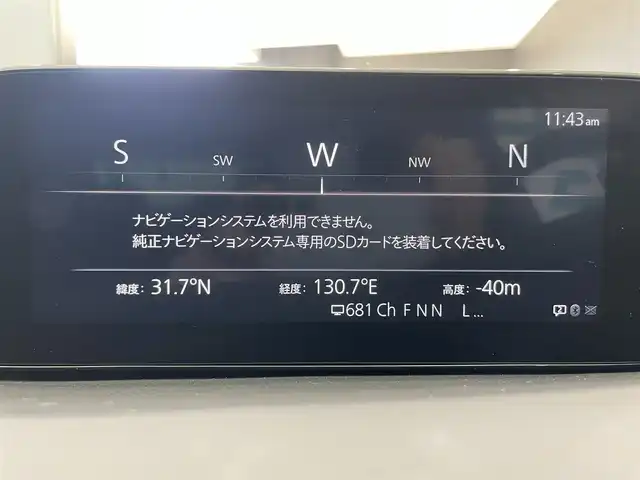 11:43am
S SW W NW N
ナビゲーションシステムを利用できません。
純正ナビゲーションシステム専用のSDカードを装着してください。
緯度: 31.7°N 経度: 130.7°E 高度: -40m
681 Ch F N N L...